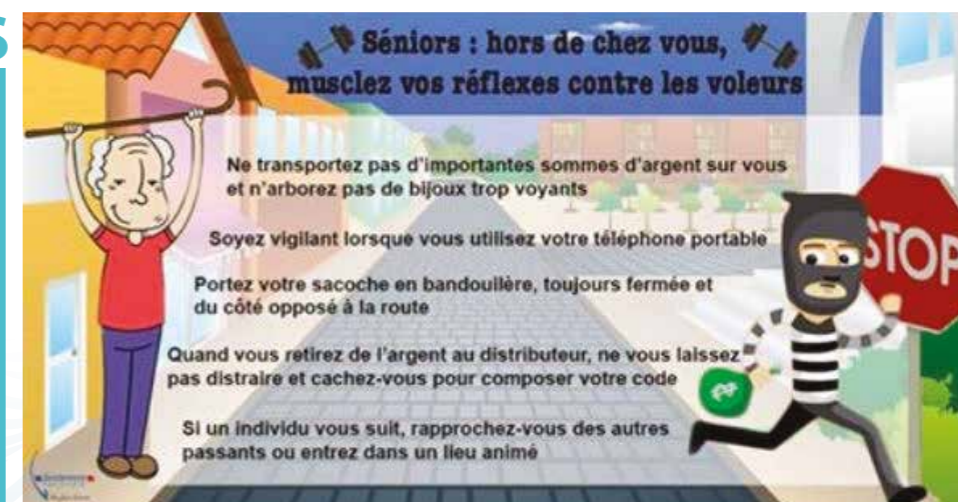 Séniors : hors de chez vous,
musclez vos réflexes contre les voleurs
Ne transportez pas d'importantes sommes d'argent sur vous
et n'arborez pas de bijoux trop voyants
Soyez vigilant lorsque vous utilisez votre téléphone portable
Portez votre sacoche en bandoulière, toujours fermée et
du côté opposé à la route
Quand vous retirez de l'argent au distributeur, ne vous laissez
pas distraire et cachez-vous pour composer votre code
Si un individu vous suit, rapprochez-vous des autres
passants ou entrez dans un lieu animé
STOP
S